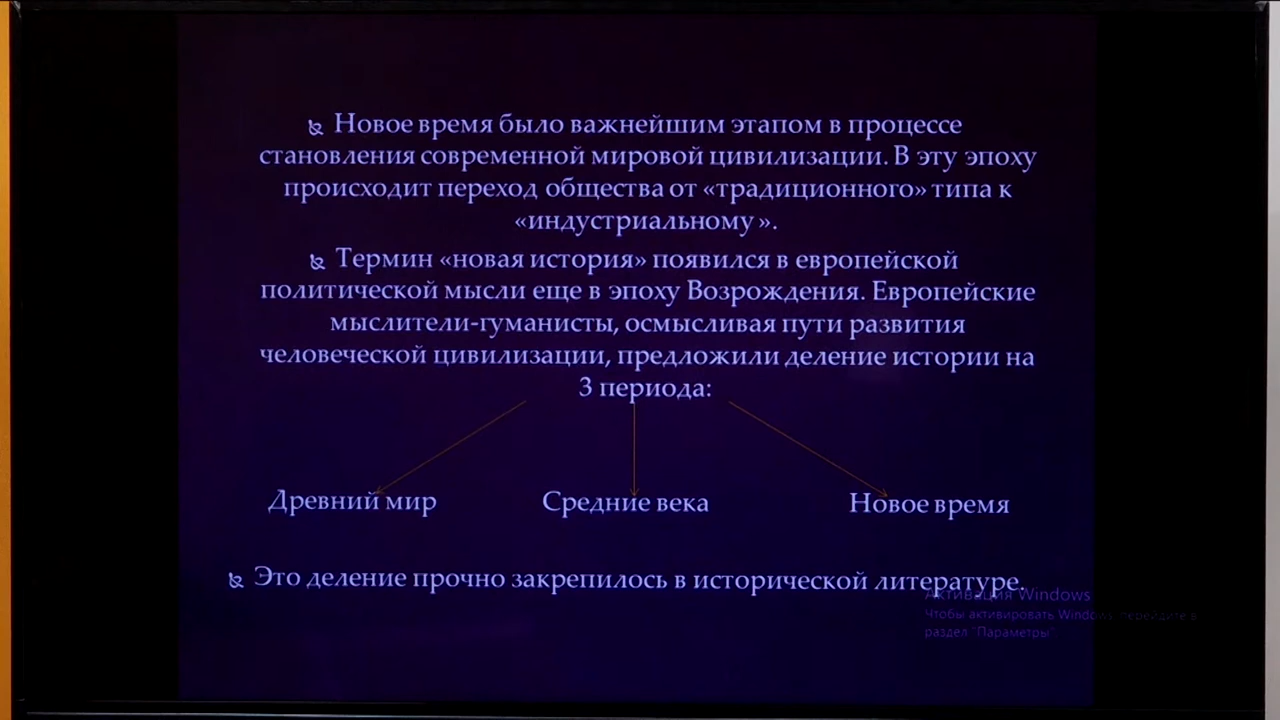 Новое время было важнейшим этапом в процессе
становления современной мировой цивилизации. В эту эпоху
происходит переход общества от «традиционного» типа к
«индустриальному».
Термин «новая история» появился в европейской
политической мысли еще в эпоху Возрождения. Европейские
мыслители-гуманисты, осмысливая пути развития
человеческой цивилизации, предложили деление истории на
3 периода:
Древний мир
Средние века
Новое время
Это деление прочно закрепилось в исторической литературе.
Активация Windows
Чтобы активировать Windows, перейдите в
раздел "Параметры".